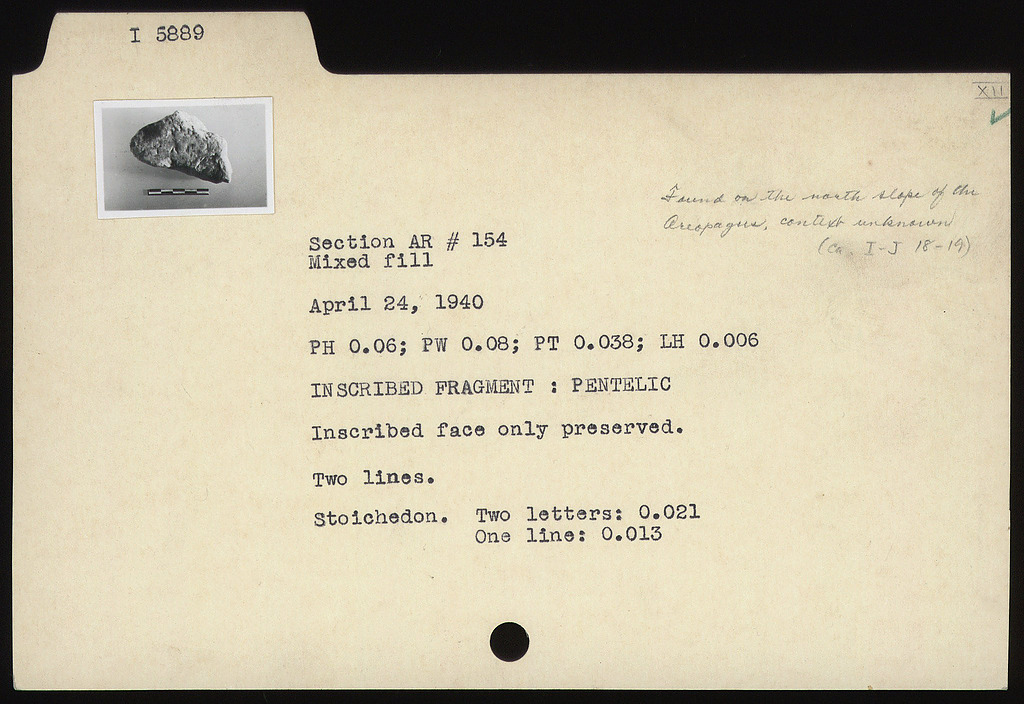 I 5889
XII
Found on the north slope of the
Areopagus, context unknown
(ca. I-J 18-19)
Section AR # 154
Mixed fill
April 24, 1940
PH 0.06; PW 0.08; PT 0.038; LH 0.006
INSCRIBED FRAGMENT : PENTELIC
Inscribed face only preserved.
Two lines.
Stoichedon. Two letters: 0.021
One line: 0.013